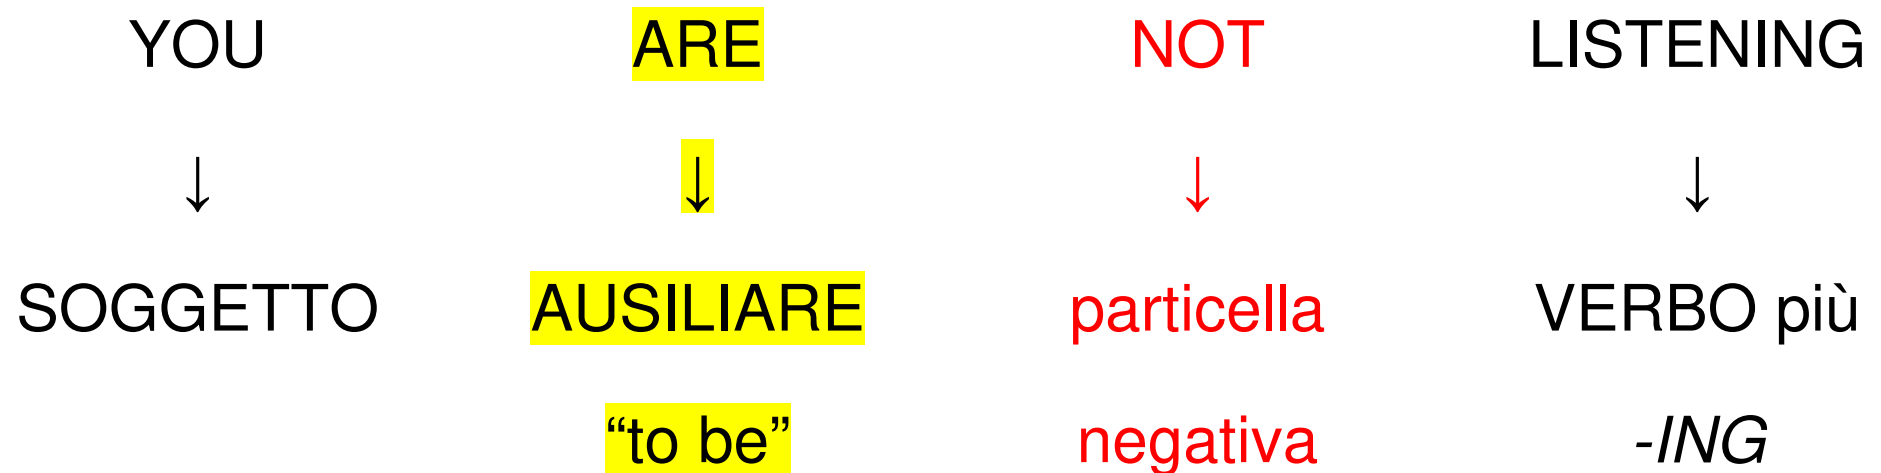 YOU ARE NOT LISTENING
↓ ↓ ↓ ↓
SOGGETTO AUSILIARE particella VERBO più
“to be” negativa -ING